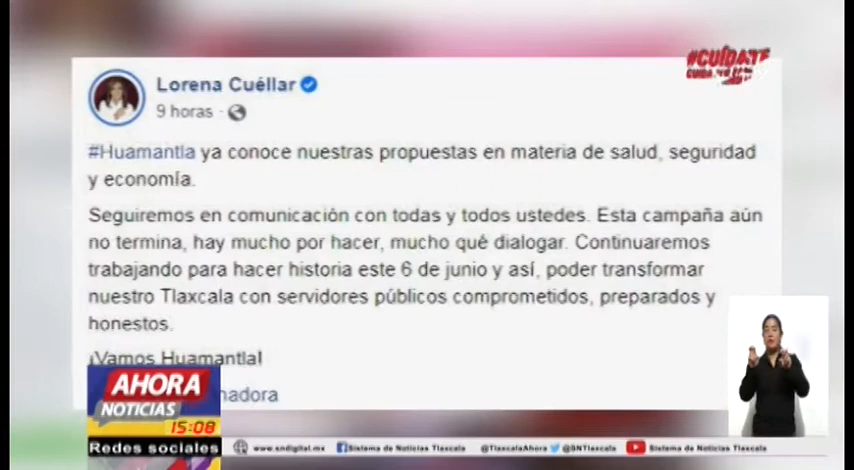 #CUÍDATE
Lorena Cuéllar
9 horas ·
#Huamantla ya conoce nuestras propuestas en materia de salud, seguridad
y economía.
Seguiremos en comunicación con todas y todos ustedes. Esta campaña aún
no termina, hay mucho por hacer, mucho qué dialogar. Continuaremos
trabajando para hacer historia este 6 de junio y así, poder transformar
nuestro Tlaxcala con servidores públicos comprometidos, preparados y
honestos.
¡Vamos Huamantla!
nadora
AHORA
NOTICIAS
15:08
Redes sociales
www.sndigital.mx Sistema de Noticias Tlaxcala @TlaxcalaAhora @SNTlaxcala Sistema de Noticias Tlaxcala